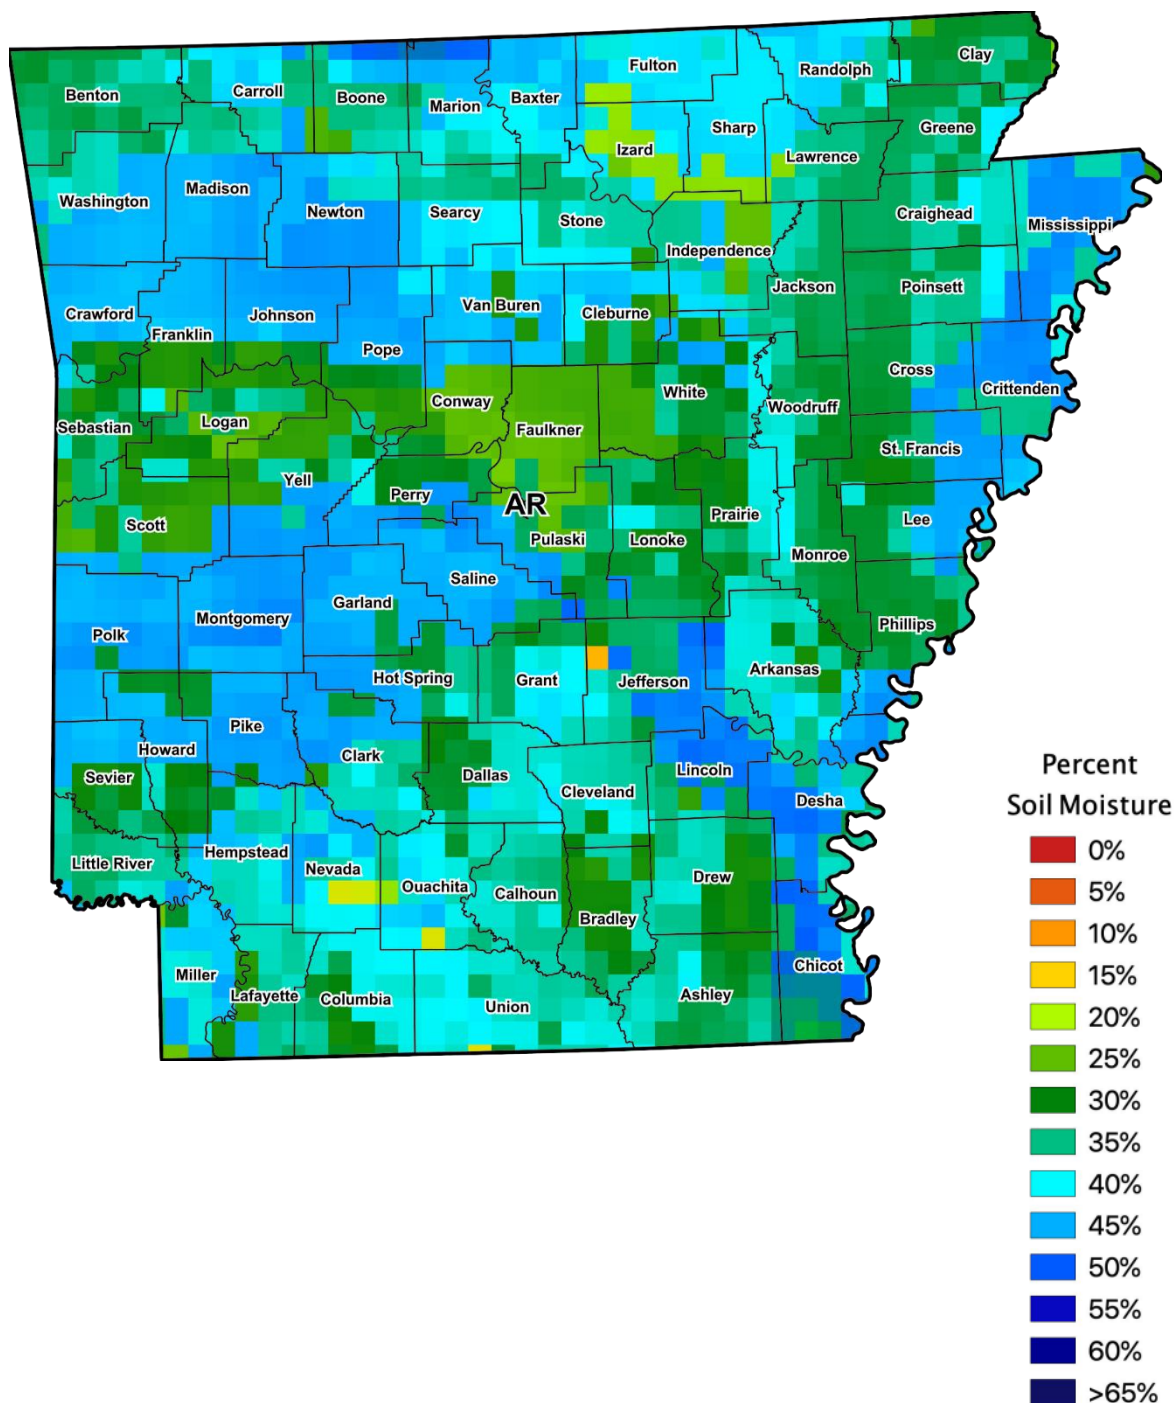 Clay
Fulton
Randolph
Benton
Carroll
Boone
Marion
Baxter
Sharp
Greene
Izard
Lawrence
Washington
Madison
Newton
Searcy
Stone
Craighead
Mississippi
Independence
Jackson
Poinsett
Crawford
Franklin
Johnson
Van Buren
Cleburne
Pope
Cross
Crittenden
Conway
White
Woodruff
Sebastian
Logan
Faulkner
St. Francis
Yell
Perry
AR
Prairie
Lee
Scott
Pulaski
Lonoke
Monroe
Saline
Garland
Montgomery
Polk
Phillips
Hot Spring
Grant
Jefferson
Arkansas
Pike
Howard
Clark
Sevier
Dallas
Lincoln
Cleveland
Desha
Little River
Hempstead
Nevada
Ouachita
Calhoun
Drew
Bradley
Miller
Lafayette
Columbia
Union
Ashley
Chicot
Percent
Soil Moisture
0%
5%
10%
15%
20%
25%
30%
35%
40%
45%
50%
55%
60%
>65%